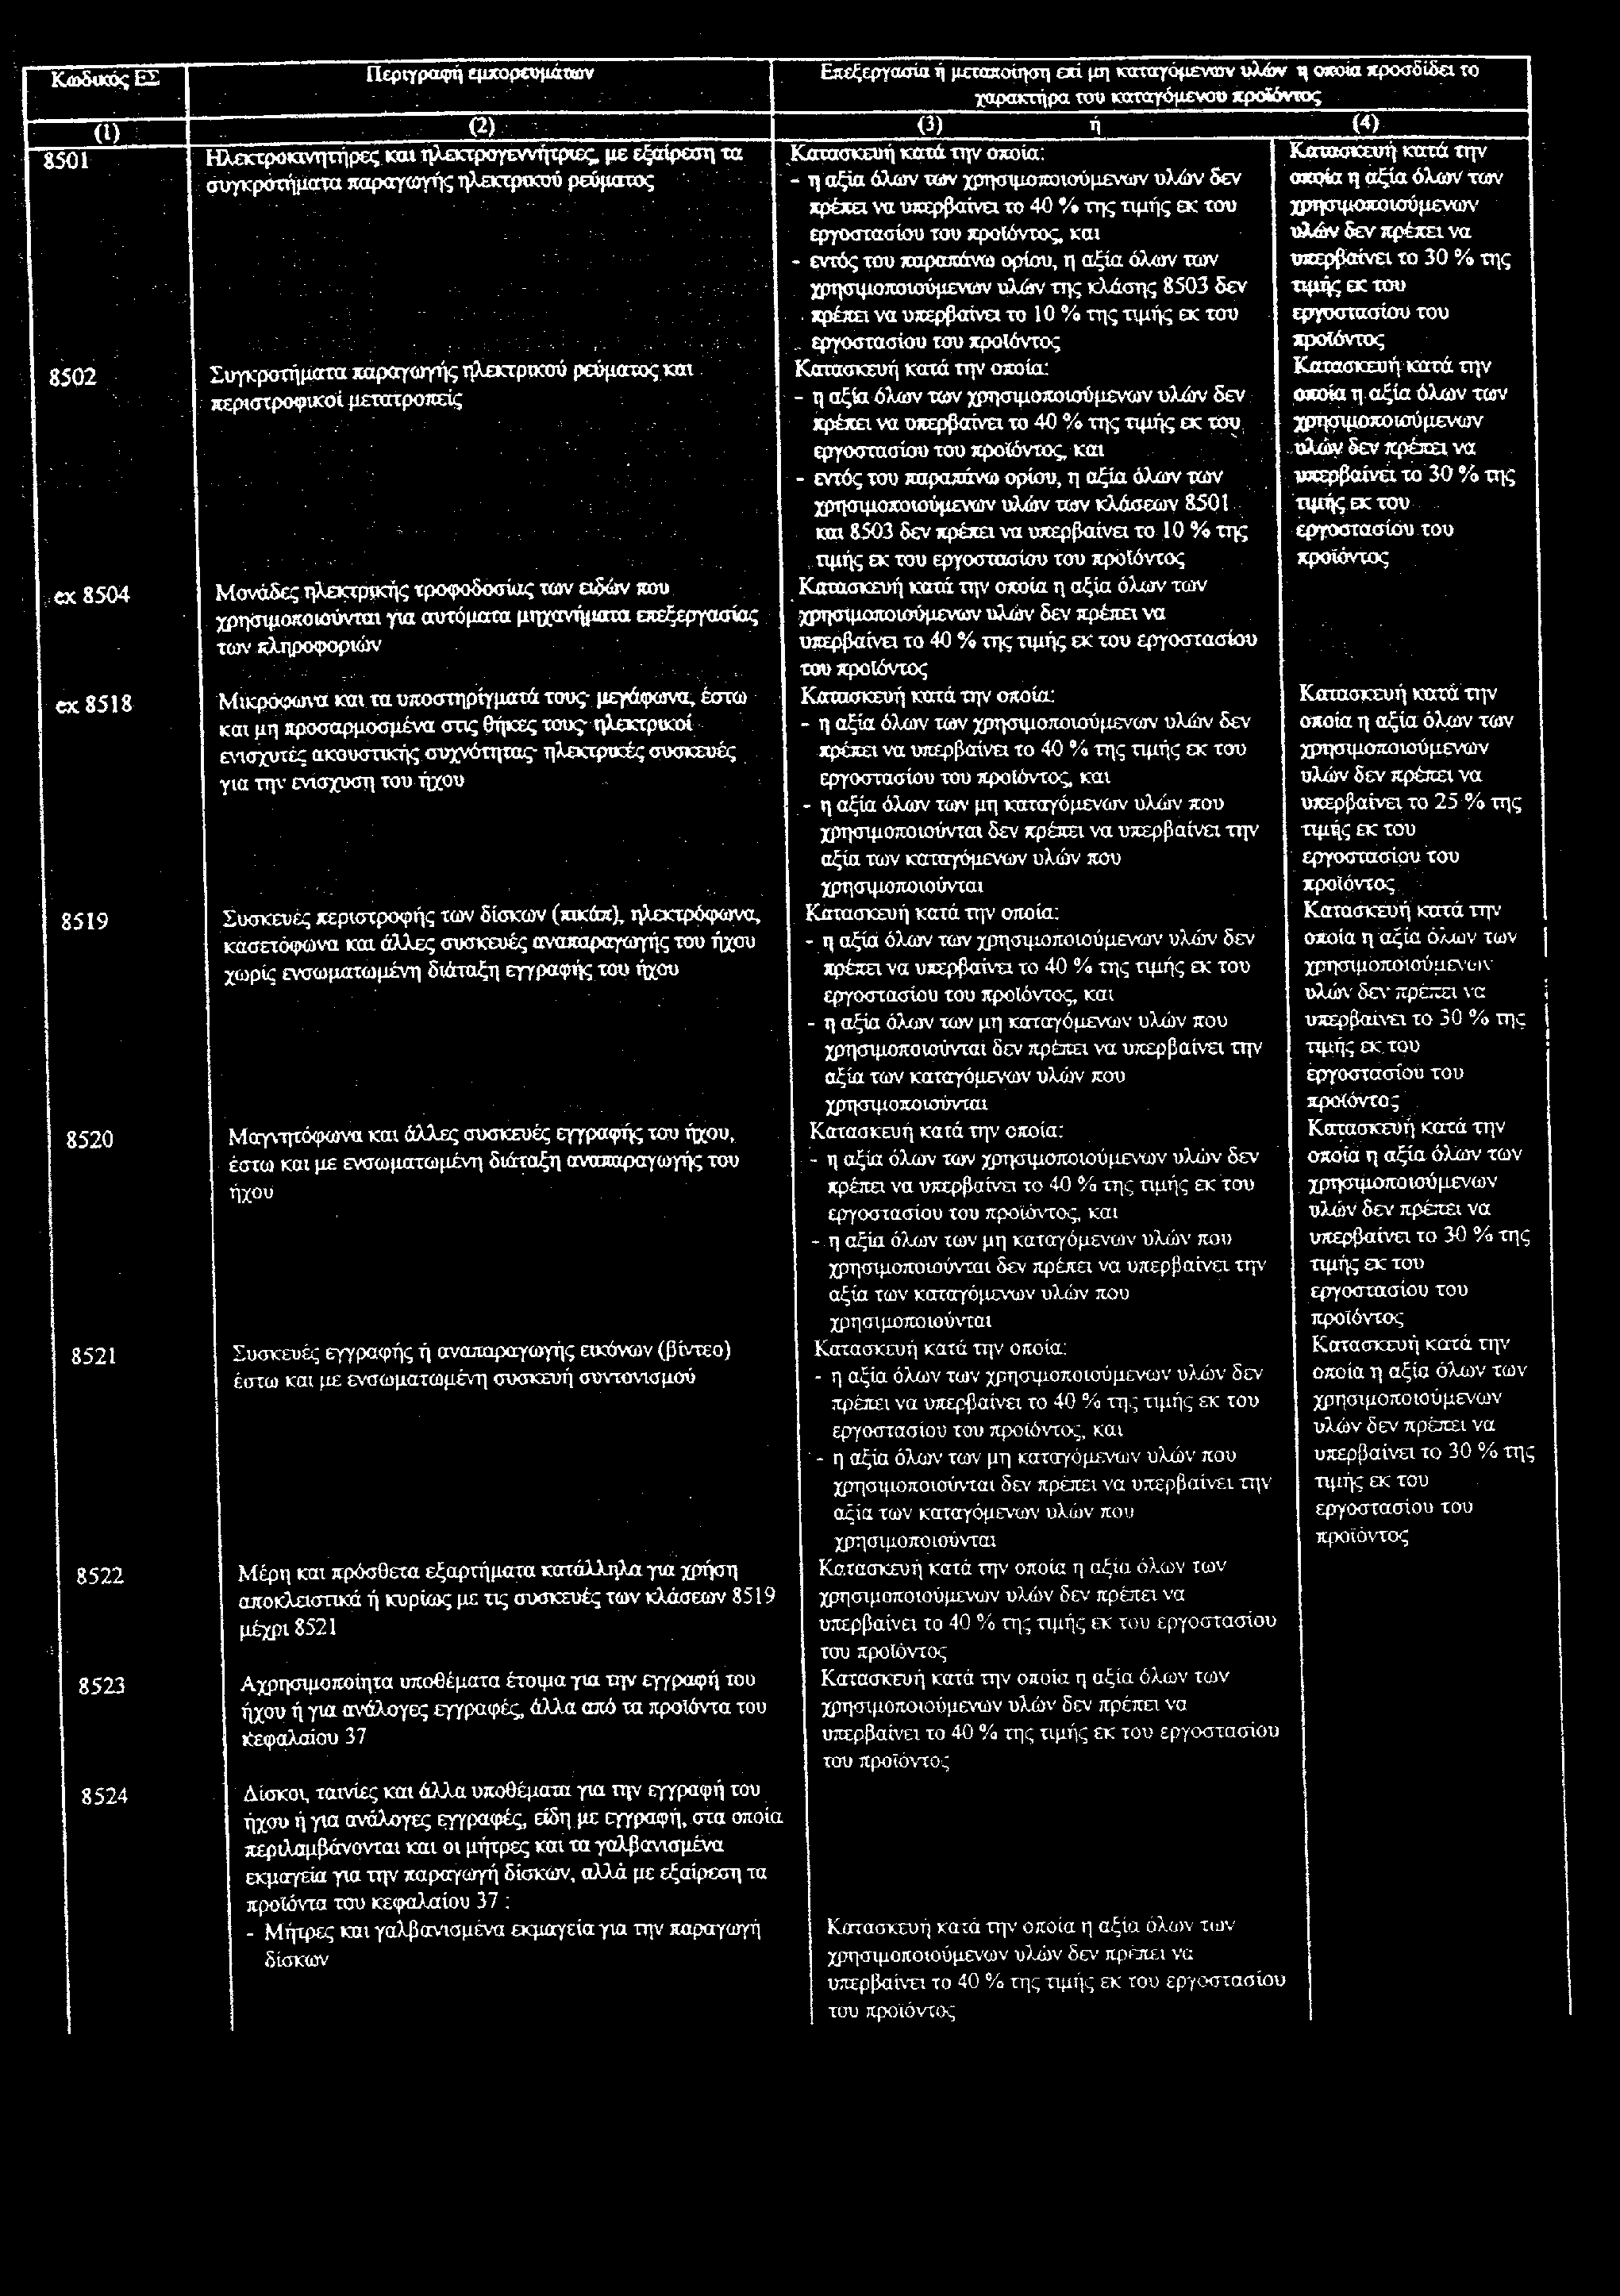 Κωδικός ΕΣ
Περιγραφή εμπορευμάτων
Επεξεργασία ή μεταποίηση επί μη καταγόμενων υλών η οποία προσδίδει το
χαρακτήρα του καταγόμενου προϊόντος
(1)
(2)
(3) ή (4)
8501
Ηλεκτροκινητήρες και ηλεκτρογεννήτριες, με εξαίρεση τα
συγκροτήματα παραγωγής ηλεκτρικού ρεύματος
Κατασκευή κατά την οποία:
- η αξία όλων των χρησιμοποιούμενων υλών δεν
πρέπει να υπερβαίνει το 40 % της τιμής εκ του
εργοστασίου του προϊόντος, και
- εντός του παραπάνω ορίου, η αξία όλων των
χρησιμοποιούμενων υλών της κλάσης 8503 δεν
πρέπει να υπερβαίνει το 10 % της τιμής εκ του
εργοστασίου του προϊόντος
Κατασκευή κατά την
οποία η αξία όλων των
χρησιμοποιούμενων
υλών δεν πρέπει να
υπερβαίνει το 30 % της
τιμής εκ του
εργοστασίου του
προϊόντος
8502
Συγκροτήματα παραγωγής ηλεκτρικού ρεύματος και
περιστροφικοί μετατροπείς
Κατασκευή κατά την οποία:
- η αξία όλων των χρησιμοποιούμενων υλών δεν
πρέπει να υπερβαίνει το 40 % της τιμής εκ του
εργοστασίου του προϊόντος, και
- εντός του παραπάνω ορίου, η αξία όλων των
χρησιμοποιούμενων υλών των κλάσεων 8501
και 8503 δεν πρέπει να υπερβαίνει το 10 % της
τιμής εκ του εργοστασίου του προϊόντος
Κατασκευή κατά την
οποία η αξία όλων των
χρησιμοποιούμενων
υλών δεν πρέπει να
υπερβαίνει το 30 % της
τιμής εκ του
εργοστασίου του
προϊόντος
ex 8504
Μονάδες ηλεκτρικής τροφοδοσίας των ειδών που
χρησιμοποιούνται για αυτόματα μηχανήματα επεξεργασίας
των πληροφοριών
Κατασκευή κατά την οποία η αξία όλων των
χρησιμοποιούμενων υλών δεν πρέπει να
υπερβαίνει το 40 % της τιμής εκ του εργοστασίου
του προϊόντος
ex 8518
Μικρόφωνα και τα υποστηρίγματά τους· μεγάφωνα, έστω
και μη προσαρμοσμένα στις θήκες τους· ηλεκτρικοί
ενισχυτές ακουστικής συχνότητας· ηλεκτρικές συσκευές
για την ενίσχυση του ήχου
Κατασκευή κατά την οποία:
- η αξία όλων των χρησιμοποιούμενων υλών δεν
πρέπει να υπερβαίνει το 40 % της τιμής εκ του
εργοστασίου του προϊόντος, και
- η αξία όλων των μη καταγόμενων υλών που
χρησιμοποιούνται δεν πρέπει να υπερβαίνει την
αξία των καταγόμενων υλών που
χρησιμοποιούνται
Κατασκευή κατά την
οποία η αξία όλων των
χρησιμοποιούμενων
υλών δεν πρέπει να
υπερβαίνει το 25 % της
τιμής εκ του
εργοστασίου του
προϊόντος
8519
Συσκευές περιστροφής των δίσκων (πικάπ), ηλεκτρόφωνα,
κασετόφωνα και άλλες συσκευές αναπαραγωγής του ήχου
χωρίς ενσωματωμένη διάταξη εγγραφής του ήχου
Κατασκευή κατά την οποία:
- η αξία όλων των χρησιμοποιούμενων υλών δεν
πρέπει να υπερβαίνει το 40 % της τιμής εκ του
εργοστασίου του προϊόντος, και
- η αξία όλων των μη καταγόμενων υλών που
χρησιμοποιούνται δεν πρέπει να υπερβαίνει την
αξία των καταγόμενων υλών που
χρησιμοποιούνται
Κατασκευή κατά την
οποία η αξία όλων των
χρησιμοποιούμενων
υλών δεν πρέπει να
υπερβαίνει το 30 % της
τιμής εκ του
εργοστασίου του
προϊόντος
8520
Μαγνητόφωνα και άλλες συσκευές εγγραφής του ήχου,
έστω και με ενσωματωμένη διάταξη αναπαραγωγής του
ήχου
Κατασκευή κατά την οποία:
- η αξία όλων των χρησιμοποιούμενων υλών δεν
πρέπει να υπερβαίνει το 40 % της τιμής εκ του
εργοστασίου του προϊόντος, και
- η αξία όλων των μη καταγόμενων υλών που
χρησιμοποιούνται δεν πρέπει να υπερβαίνει την
αξία των καταγόμενων υλών που
χρησιμοποιούνται
Κατασκευή κατά την
οποία η αξία όλων των
χρησιμοποιούμενων
υλών δεν πρέπει να
υπερβαίνει το 30 % της
τιμής εκ του
εργοστασίου του
προϊόντος
8521
Συσκευές εγγραφής ή αναπαραγωγής εικόνων (βίντεο)
έστω και με ενσωματωμένη συσκευή συντονισμού
Κατασκευή κατά την οποία:
- η αξία όλων των χρησιμοποιούμενων υλών δεν
πρέπει να υπερβαίνει το 40 % της τιμής εκ του
εργοστασίου του προϊόντος, και
- η αξία όλων των μη καταγόμενων υλών που
χρησιμοποιούνται δεν πρέπει να υπερβαίνει την
αξία των καταγόμενων υλών που
χρησιμοποιούνται
Κατασκευή κατά την
οποία η αξία όλων των
χρησιμοποιούμενων
υλών δεν πρέπει να
υπερβαίνει το 30 % της
τιμής εκ του
εργοστασίου του
προϊόντος
8522
Μέρη και πρόσθετα εξαρτήματα κατάλληλα για χρήση
αποκλειστικά ή κυρίως με τις συσκευές των κλάσεων 8519
μέχρι 8521
Κατασκευή κατά την οποία η αξία όλων των
χρησιμοποιούμενων υλών δεν πρέπει να
υπερβαίνει το 40 % της τιμής εκ του εργοστασίου
του προϊόντος
8523
Αχρησιμοποίητα υποθέματα έτοιμα για την εγγραφή του
ήχου ή για ανάλογες εγγραφές, άλλα από τα προϊόντα του
κεφαλαίου 37
Κατασκευή κατά την οποία η αξία όλων των
χρησιμοποιούμενων υλών δεν πρέπει να
υπερβαίνει το 40 % της τιμής εκ του εργοστασίου
του προϊόντος
8524
Δίσκοι, ταινίες και άλλα υποθέματα για την εγγραφή του
ήχου ή για ανάλογες εγγραφές, είδη με εγγραφή, στα οποία
περιλαμβάνονται και οι μήτρες και τα γαλβανισμένα
εκμαγεία για την παραγωγή δίσκων, αλλά με εξαίρεση τα
προϊόντα του κεφαλαίου 37 :
- Μήτρες και γαλβανισμένα εκμαγεία για την παραγωγή
δίσκων
Κατασκευή κατά την οποία η αξία όλων των
χρησιμοποιούμενων υλών δεν πρέπει να
υπερβαίνει το 40 % της τιμής εκ του εργοστασίου
του προϊόντος